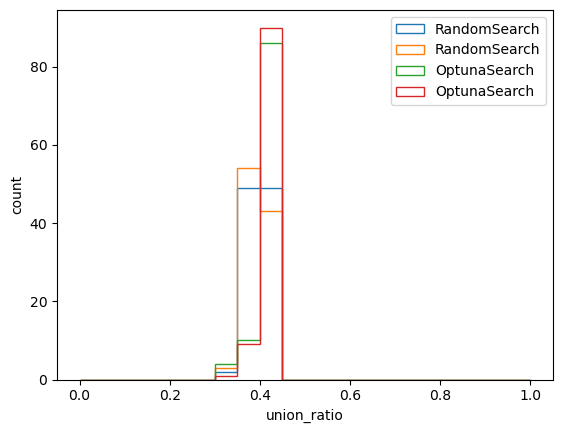 RandomSearch
RandomSearch
OptunaSearch
OptunaSearch
80
60
40
20
0
count
0.0 0.2 0.4 0.6 0.8 1.0
union_ratio